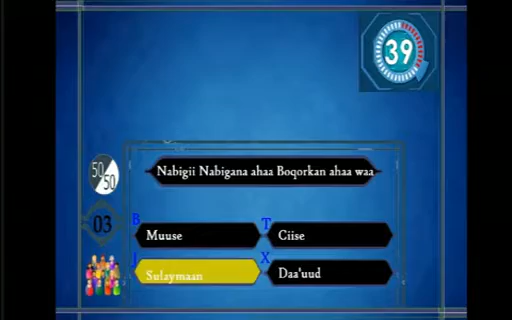 39
Nabigii Nabigana ahaa Boqorkan ahaa waa
50
50
03
B
Muuse
T
Ciise
J
Sulaymaan
X
Daa'uud